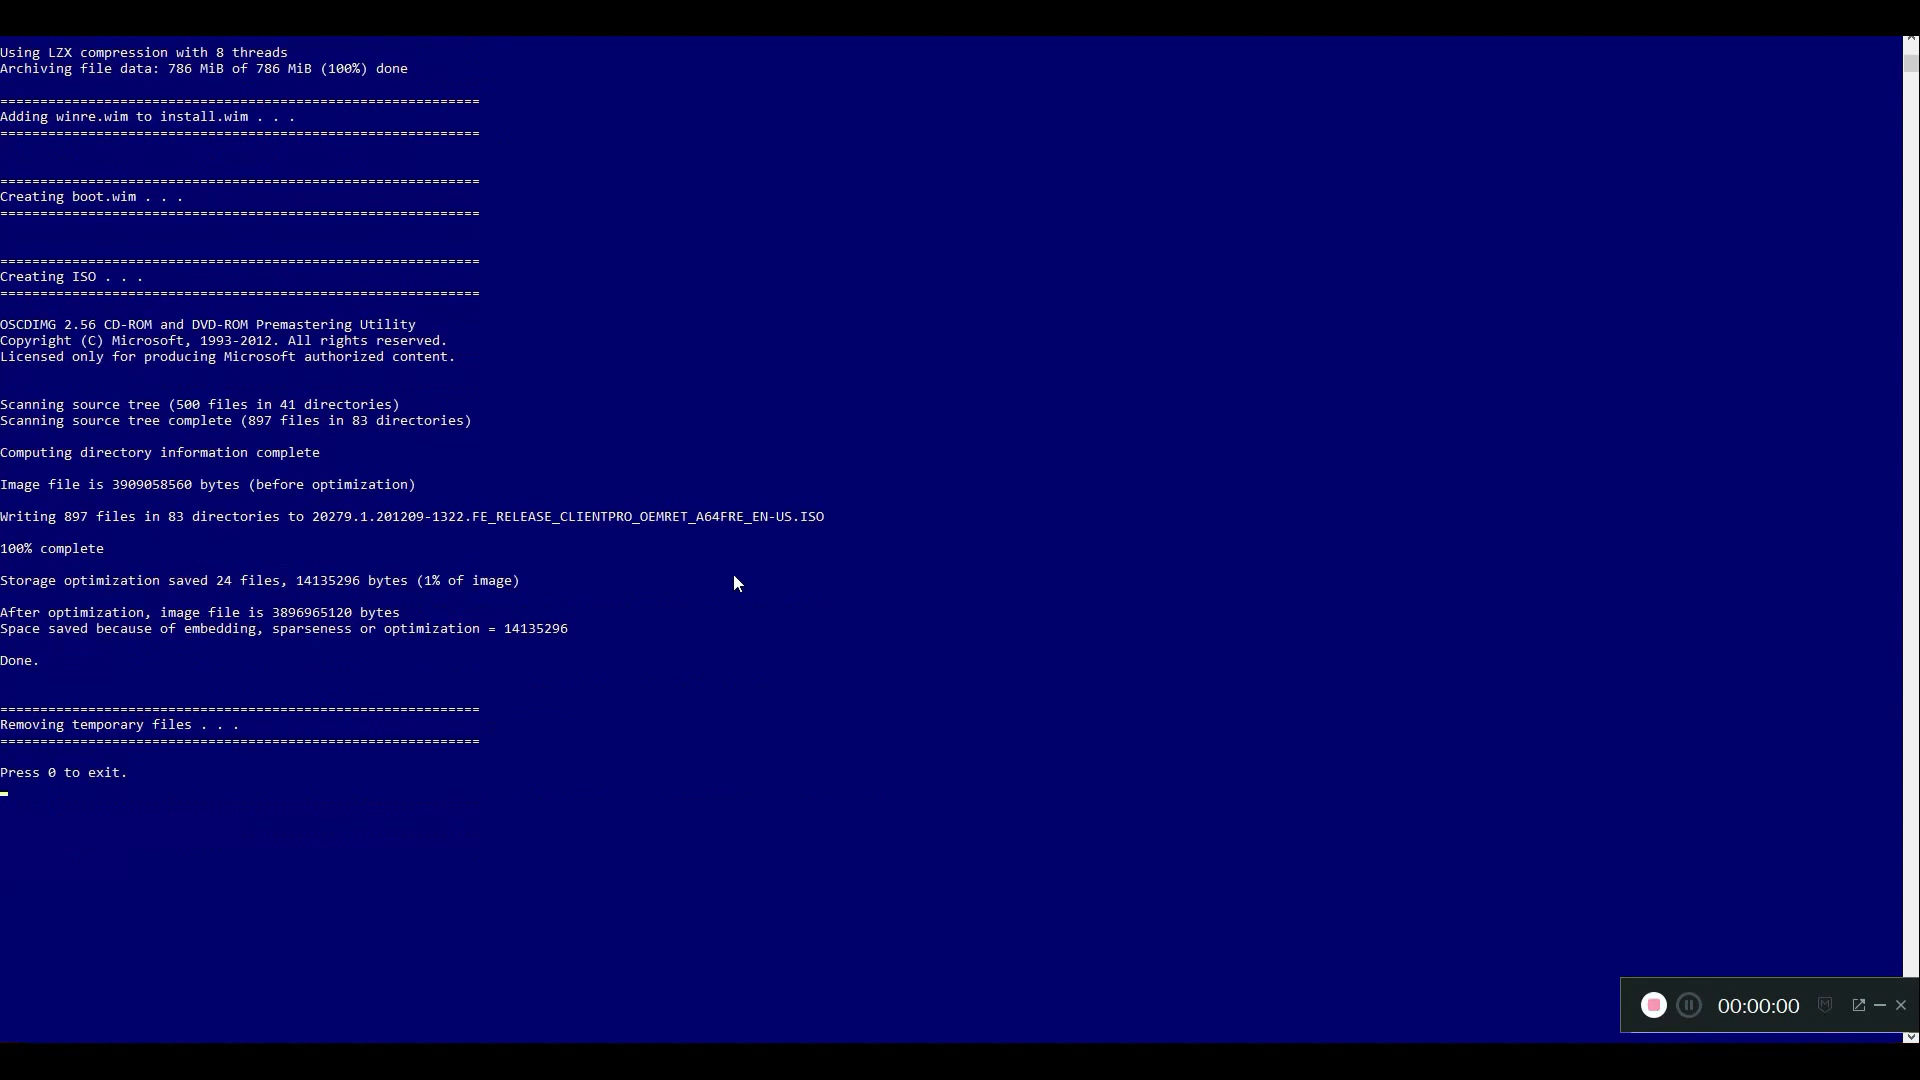 Using LZX compression with 8 threads
Archiving file data: 786 MiB of 786 MiB (100%) done
============================================================
Adding winre.wim to install.wim . . .
============================================================
============================================================
Creating boot.wim . . .
============================================================
============================================================
Creating ISO . . .
============================================================
OSCDIMG 2.56 CD-ROM and DVD-ROM Premastering Utility
Copyright (C) Microsoft, 1993-2012. All rights reserved.
Licensed only for producing Microsoft authorized content.
Scanning source tree (500 files in 41 directories)
Scanning source tree complete (897 files in 83 directories)
Computing directory information complete
Image file is 3909058560 bytes (before optimization)
Writing 897 files in 83 directories to 20279.1.201209-1322.FE_RELEASE_CLIENTPRO_OEMRET_A64FRE_EN-US.ISO
100% complete
Storage optimization saved 24 files, 14135296 bytes (1% of image)
After optimization, image file is 3896965120 bytes
Space saved because of embedding, sparseness or optimization = 14135296
Done.
============================================================
Removing temporary files . . .
============================================================
Press 0 to exit.
00:00:00